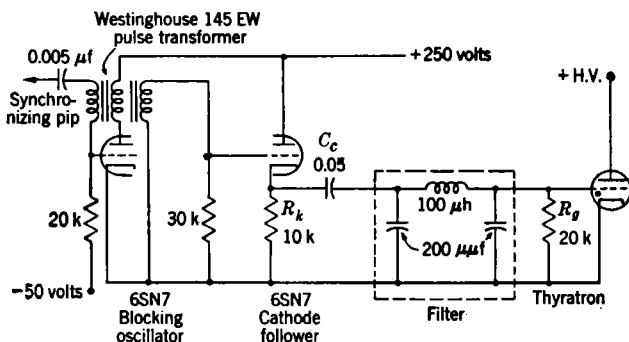 Westinghouse 145 EW
pulse transformer
0.005 μf
Synchro-
nizing pip
+250 volts
+ H.V.
C_c
0.05
100 μh
R_k
10 k
R_g
20 k
20 k
30 k
200 μμf
−50 volts
6SN7
Blocking
oscillator
6SN7
Cathode
follower
Filter
Thyratron